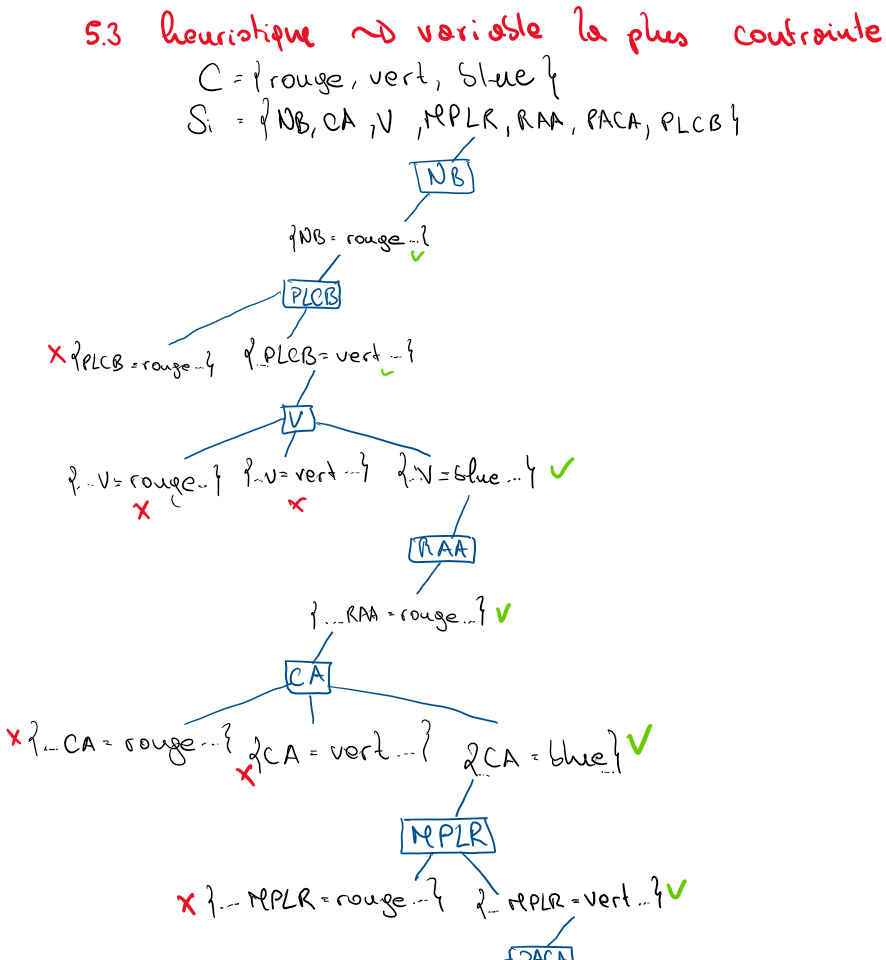 5.3 heuristique ~> variable la plus contrainte
C = {rouge, vert, blue}
Si = {NB, CA, V, MPLR, RAA, PACA, PLCB}
NB
{NB = rouge ...}
PLCB
{PLCB = rouge ...} {... PLCB = vert ...}
V
{... V = rouge ...} {... V = vert ...} {... V = blue ...}
RAA
{... RAA = rouge ...}
CA
{... CA = rouge ...} {CA = vert ...} {... CA = blue}
MPLR
{... MPLR = rouge ...} {... MPLR = vert ...}
PACA